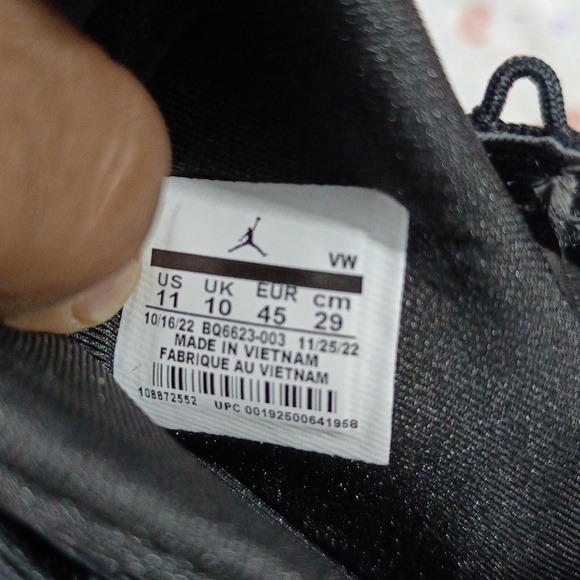 VW
US UK EUR cm
11 10 45 29
10/16/22 BQ6623-003 11/25/22
MADE IN VIETNAM
FABRIQUE AU VIETNAM
108872552 UPC 00192500641958